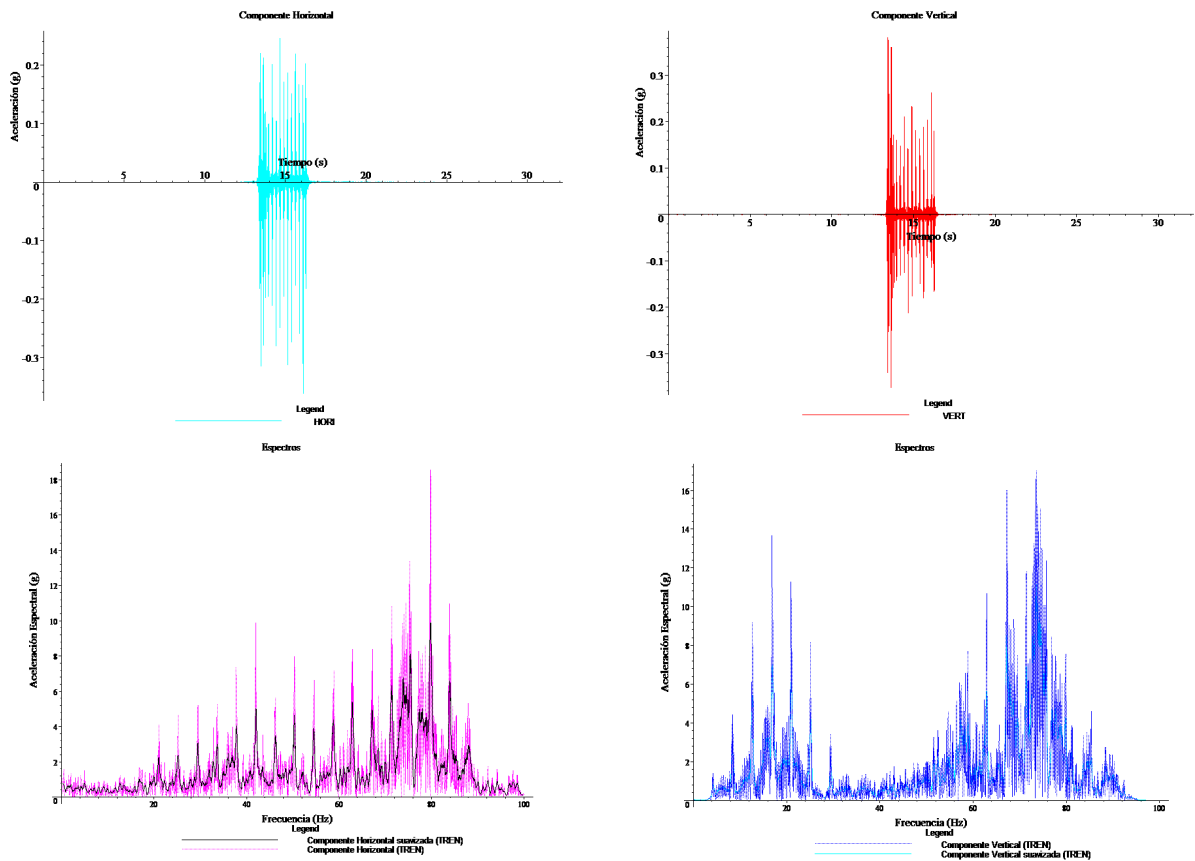 Componente Horizontal
Aceleración (g)
0.2
0.1
0
−0.1
−0.2
−0.3
Tiempo (s)
5 10 15 20 25 30
Legend
HORI
Componente Vertical
Aceleración (g)
0.3
0.2
0.1
0
−0.1
−0.2
−0.3
5 10 15 20 25 30
Tiempo (s)
Legend
VERT
Espectros
Aceleración Espectral (g)
18
16
14
12
10
8
6
4
2
0
20 40 60 80 100
Frecuencia (Hz)
Legend
Componente Horizontal suavizada (TREN)
Componente Horizontal (TREN)
Espectros
Aceleración Espectral (g)
16
14
12
10
8
6
4
2
0
20 40 60 80 100
Frecuencia (Hz)
Legend
Componente Vertical (TREN)
Componente Vertical suavizada (TREN)